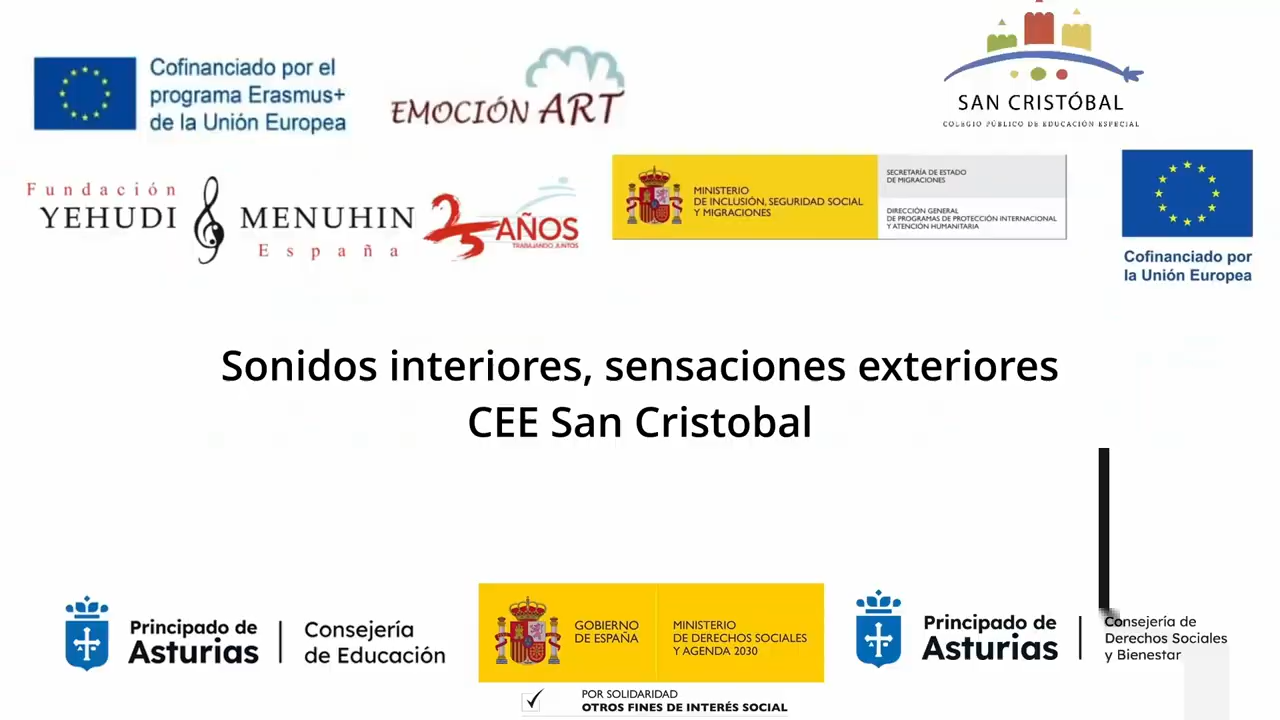 Cofinanciado por el
programa Erasmus+
de la Unión Europea
EMOCIÓN ART
SAN CRISTÓBAL
COLEGIO PÚBLICO DE EDUCACIÓN ESPECIAL
Fundación
YEHUDI MENUHIN
España
25 AÑOS
TRABAJANDO JUNTOS
MINISTERIO
DE INCLUSIÓN, SEGURIDAD SOCIAL
Y MIGRACIONES
SECRETARÍA DE ESTADO
DE MIGRACIONES
DIRECCIÓN GENERAL
DE PROGRAMAS DE PROTECCIÓN INTERNACIONAL
Y ATENCIÓN HUMANITARIA
Cofinanciado por
la Unión Europea
Sonidos interiores, sensaciones exteriores
CEE San Cristobal
Principado de
Asturias
Consejería
de Educación
GOBIERNO
DE ESPAÑA
MINISTERIO
DE DERECHOS SOCIALES
Y AGENDA 2030
POR SOLIDARIDAD
OTROS FINES DE INTERÉS SOCIAL
Principado de
Asturias
Consejería de
Derechos Sociales
y Bienestar